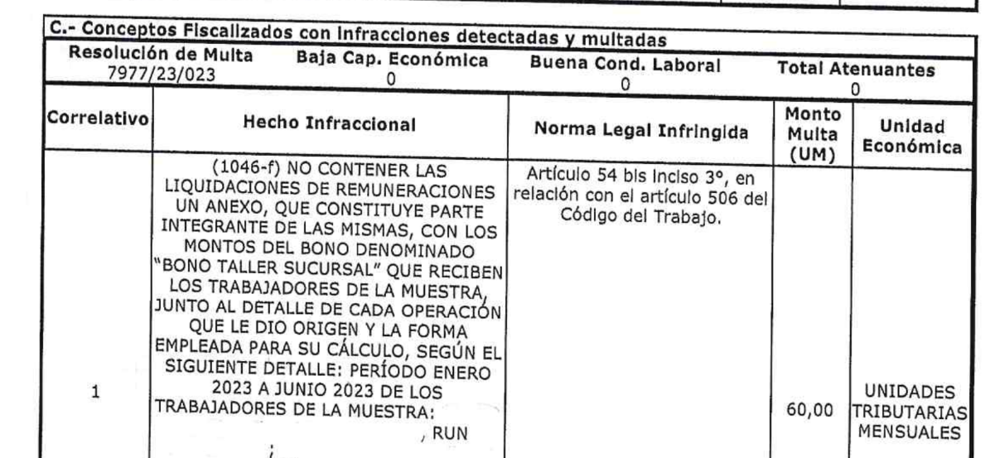 C.- Conceptos Fiscalizados con infracciones detectadas y multadas
Resolución de Multa Baja Cap. Económica Buena Cond. Laboral Total Atenuantes
7977/23/023 0 0 0
Correlativo Hecho Infraccional Norma Legal Infringida Monto Multa (UM) Unidad Económica
1
(1046-f) NO CONTENER LAS
LIQUIDACIONES DE REMUNERACIONES
UN ANEXO, QUE CONSTITUYE PARTE
INTEGRANTE DE LAS MISMAS, CON LOS
MONTOS DEL BONO DENOMINADO
"BONO TALLER SUCURSAL" QUE RECIBEN
LOS TRABAJADORES DE LA MUESTRA,
JUNTO AL DETALLE DE CADA OPERACIÓN
QUE LE DIO ORIGEN Y LA FORMA
EMPLEADA PARA SU CÁLCULO, SEGÚN EL
SIGUIENTE DETALLE: PERÍODO ENERO
2023 A JUNIO 2023 DE LOS
TRABAJADORES DE LA MUESTRA:
, RUN
;
Artículo 54 bis inciso 3º, en
relación con el artículo 506 del
Código del Trabajo.
60,00
UNIDADES
TRIBUTARIAS
MENSUALES